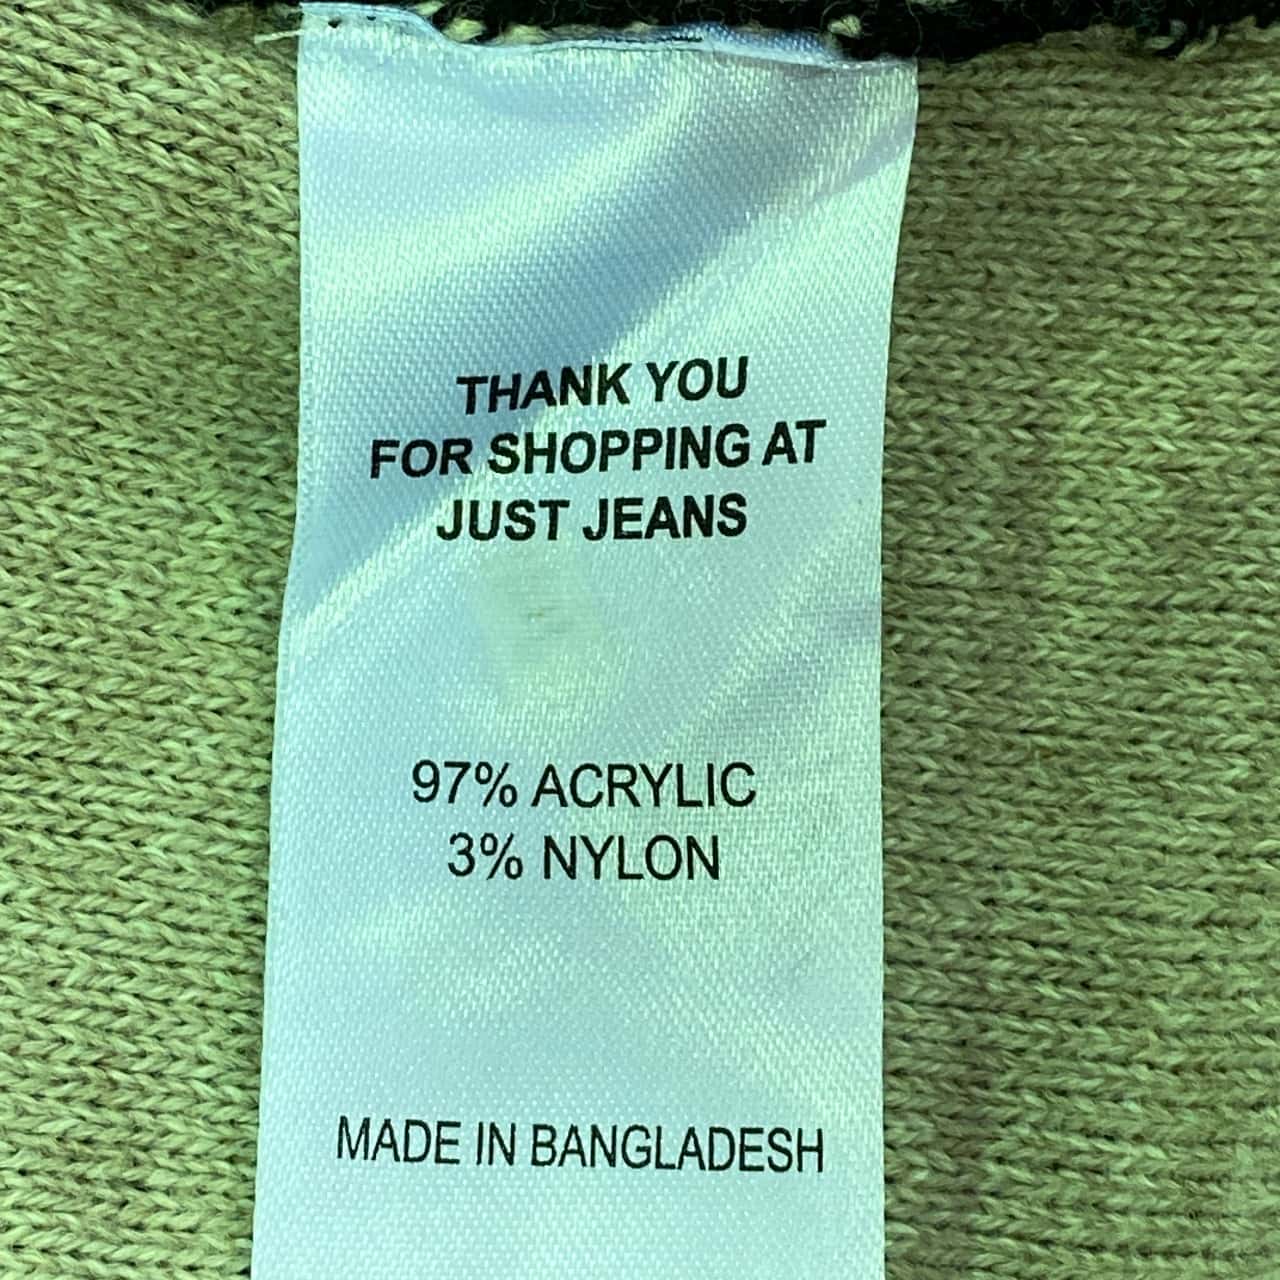 THANK YOU
FOR SHOPPING AT
JUST JEANS
97% ACRYLIC
3% NYLON
MADE IN BANGLADESH